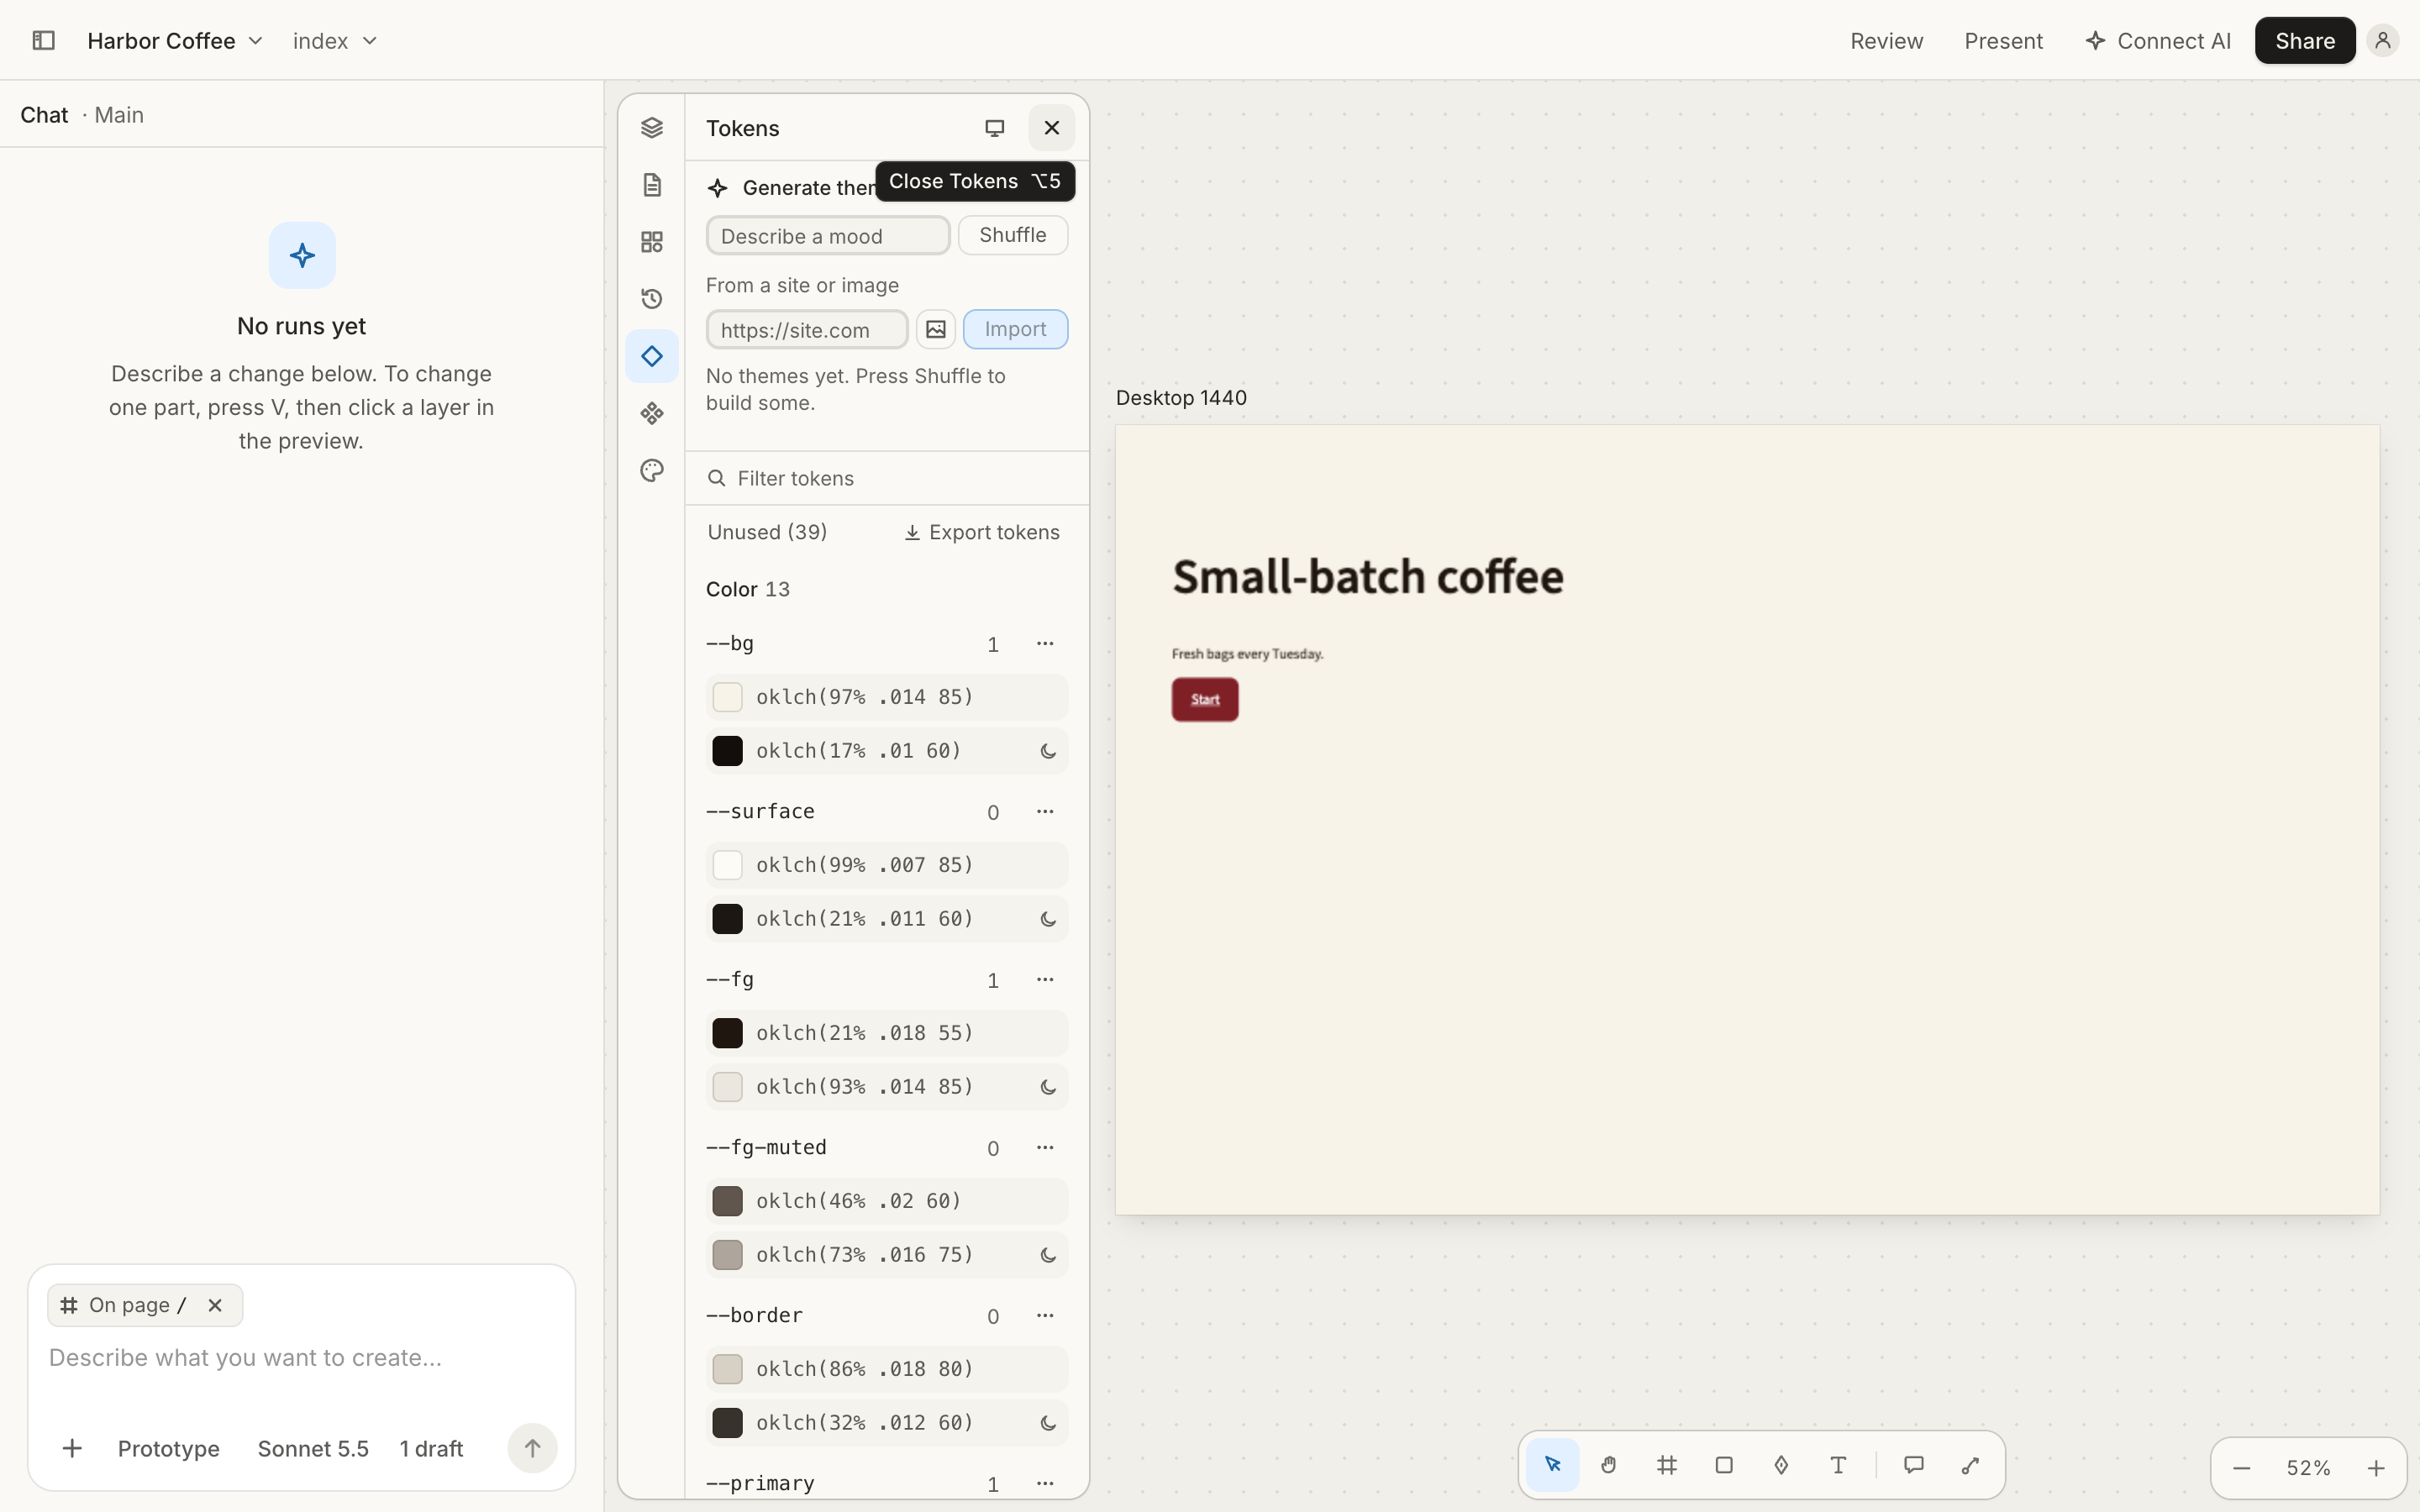 Harbor Coffee
index
Review
Present
Connect AI
Share
Chat · Main
No runs yet
Describe a change below. To change
one part, press V, then click a layer in
the preview.
On page /
Describe what you want to create...
Prototype
Sonnet 5.5
1 draft
Tokens
Close Tokens ⌥5
Generate
Describe a mood
Shuffle
From a site or image
https://site.com
Import
No themes yet. Press Shuffle to
build some.
Filter tokens
Unused (39)
Export tokens
Color 13
--bg 1
oklch(97% .014 85)
oklch(17% .01 60)
--surface 0
oklch(99% .007 85)
oklch(21% .011 60)
--fg 1
oklch(21% .018 55)
oklch(93% .014 85)
--fg-muted 0
oklch(46% .02 60)
oklch(73% .016 75)
--border 0
oklch(86% .018 80)
oklch(32% .012 60)
--primary 1
Desktop 1440
Small-batch coffee
Fresh bags every Tuesday.
Start
52%